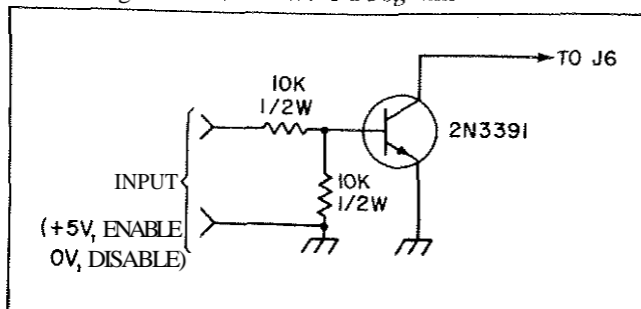 TO J6
10K
1/2W
2N3391
INPUT
10K
1/2W
(+5V, ENABLE
0V, DISABLE)